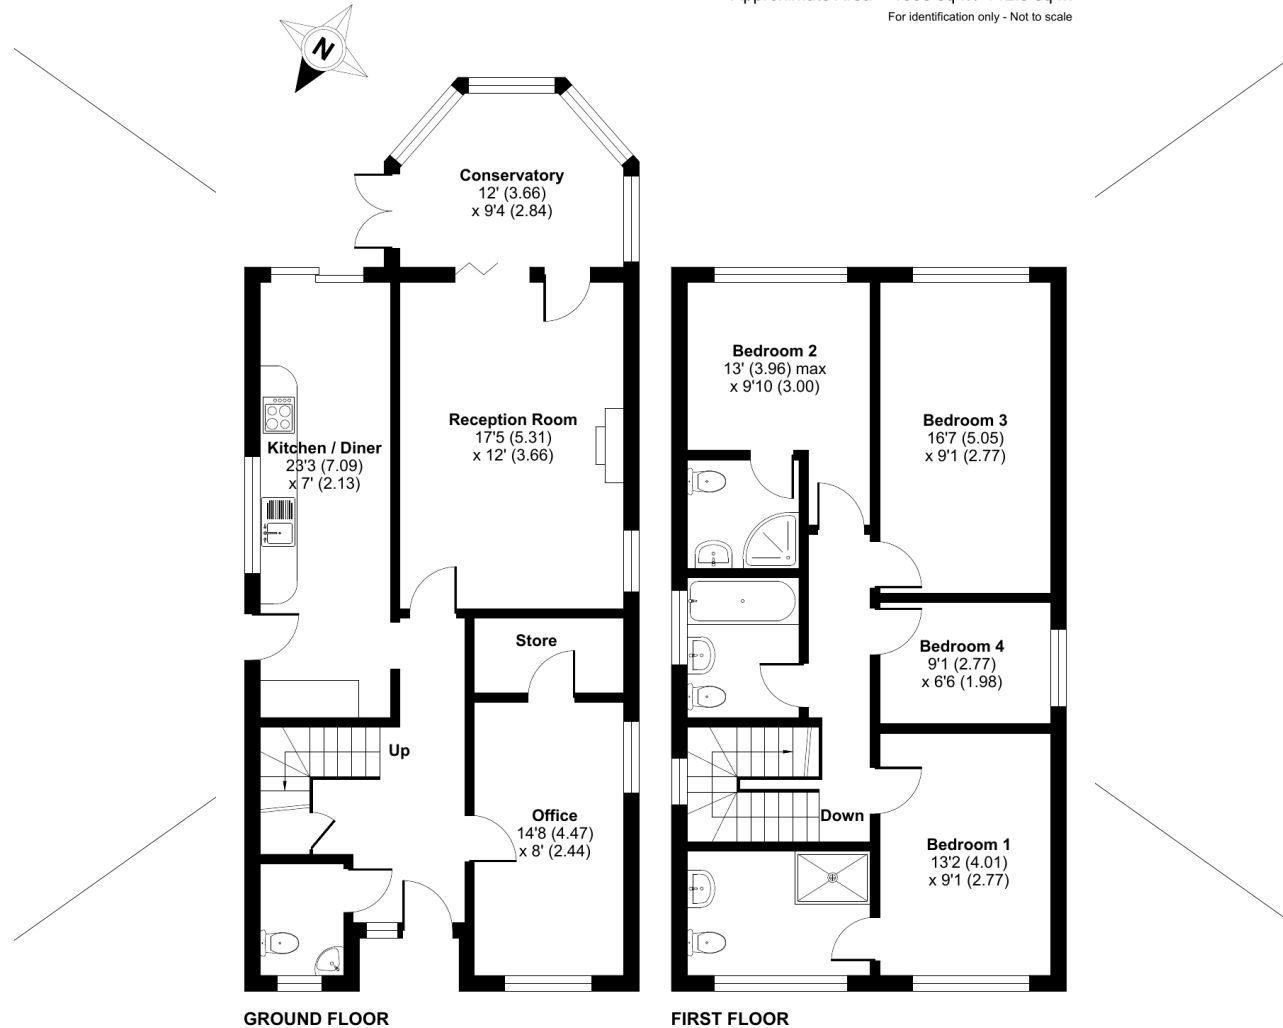 For identification only - Not to scale
N
Conservatory
12' (3.66)
x 9'4 (2.84)
Bedroom 2
13' (3.96) max
x 9'10 (3.00)
Reception Room
17'5 (5.31)
x 12' (3.66)
Bedroom 3
16'7 (5.05)
x 9'1 (2.77)
Kitchen / Diner
23'3 (7.09)
x 7' (2.13)
Store
Bedroom 4
9'1 (2.77)
x 6'6 (1.98)
Up
Office
14'8 (4.47)
x 8' (2.44)
Down
Bedroom 1
13'2 (4.01)
x 9'1 (2.77)
GROUND FLOOR
FIRST FLOOR